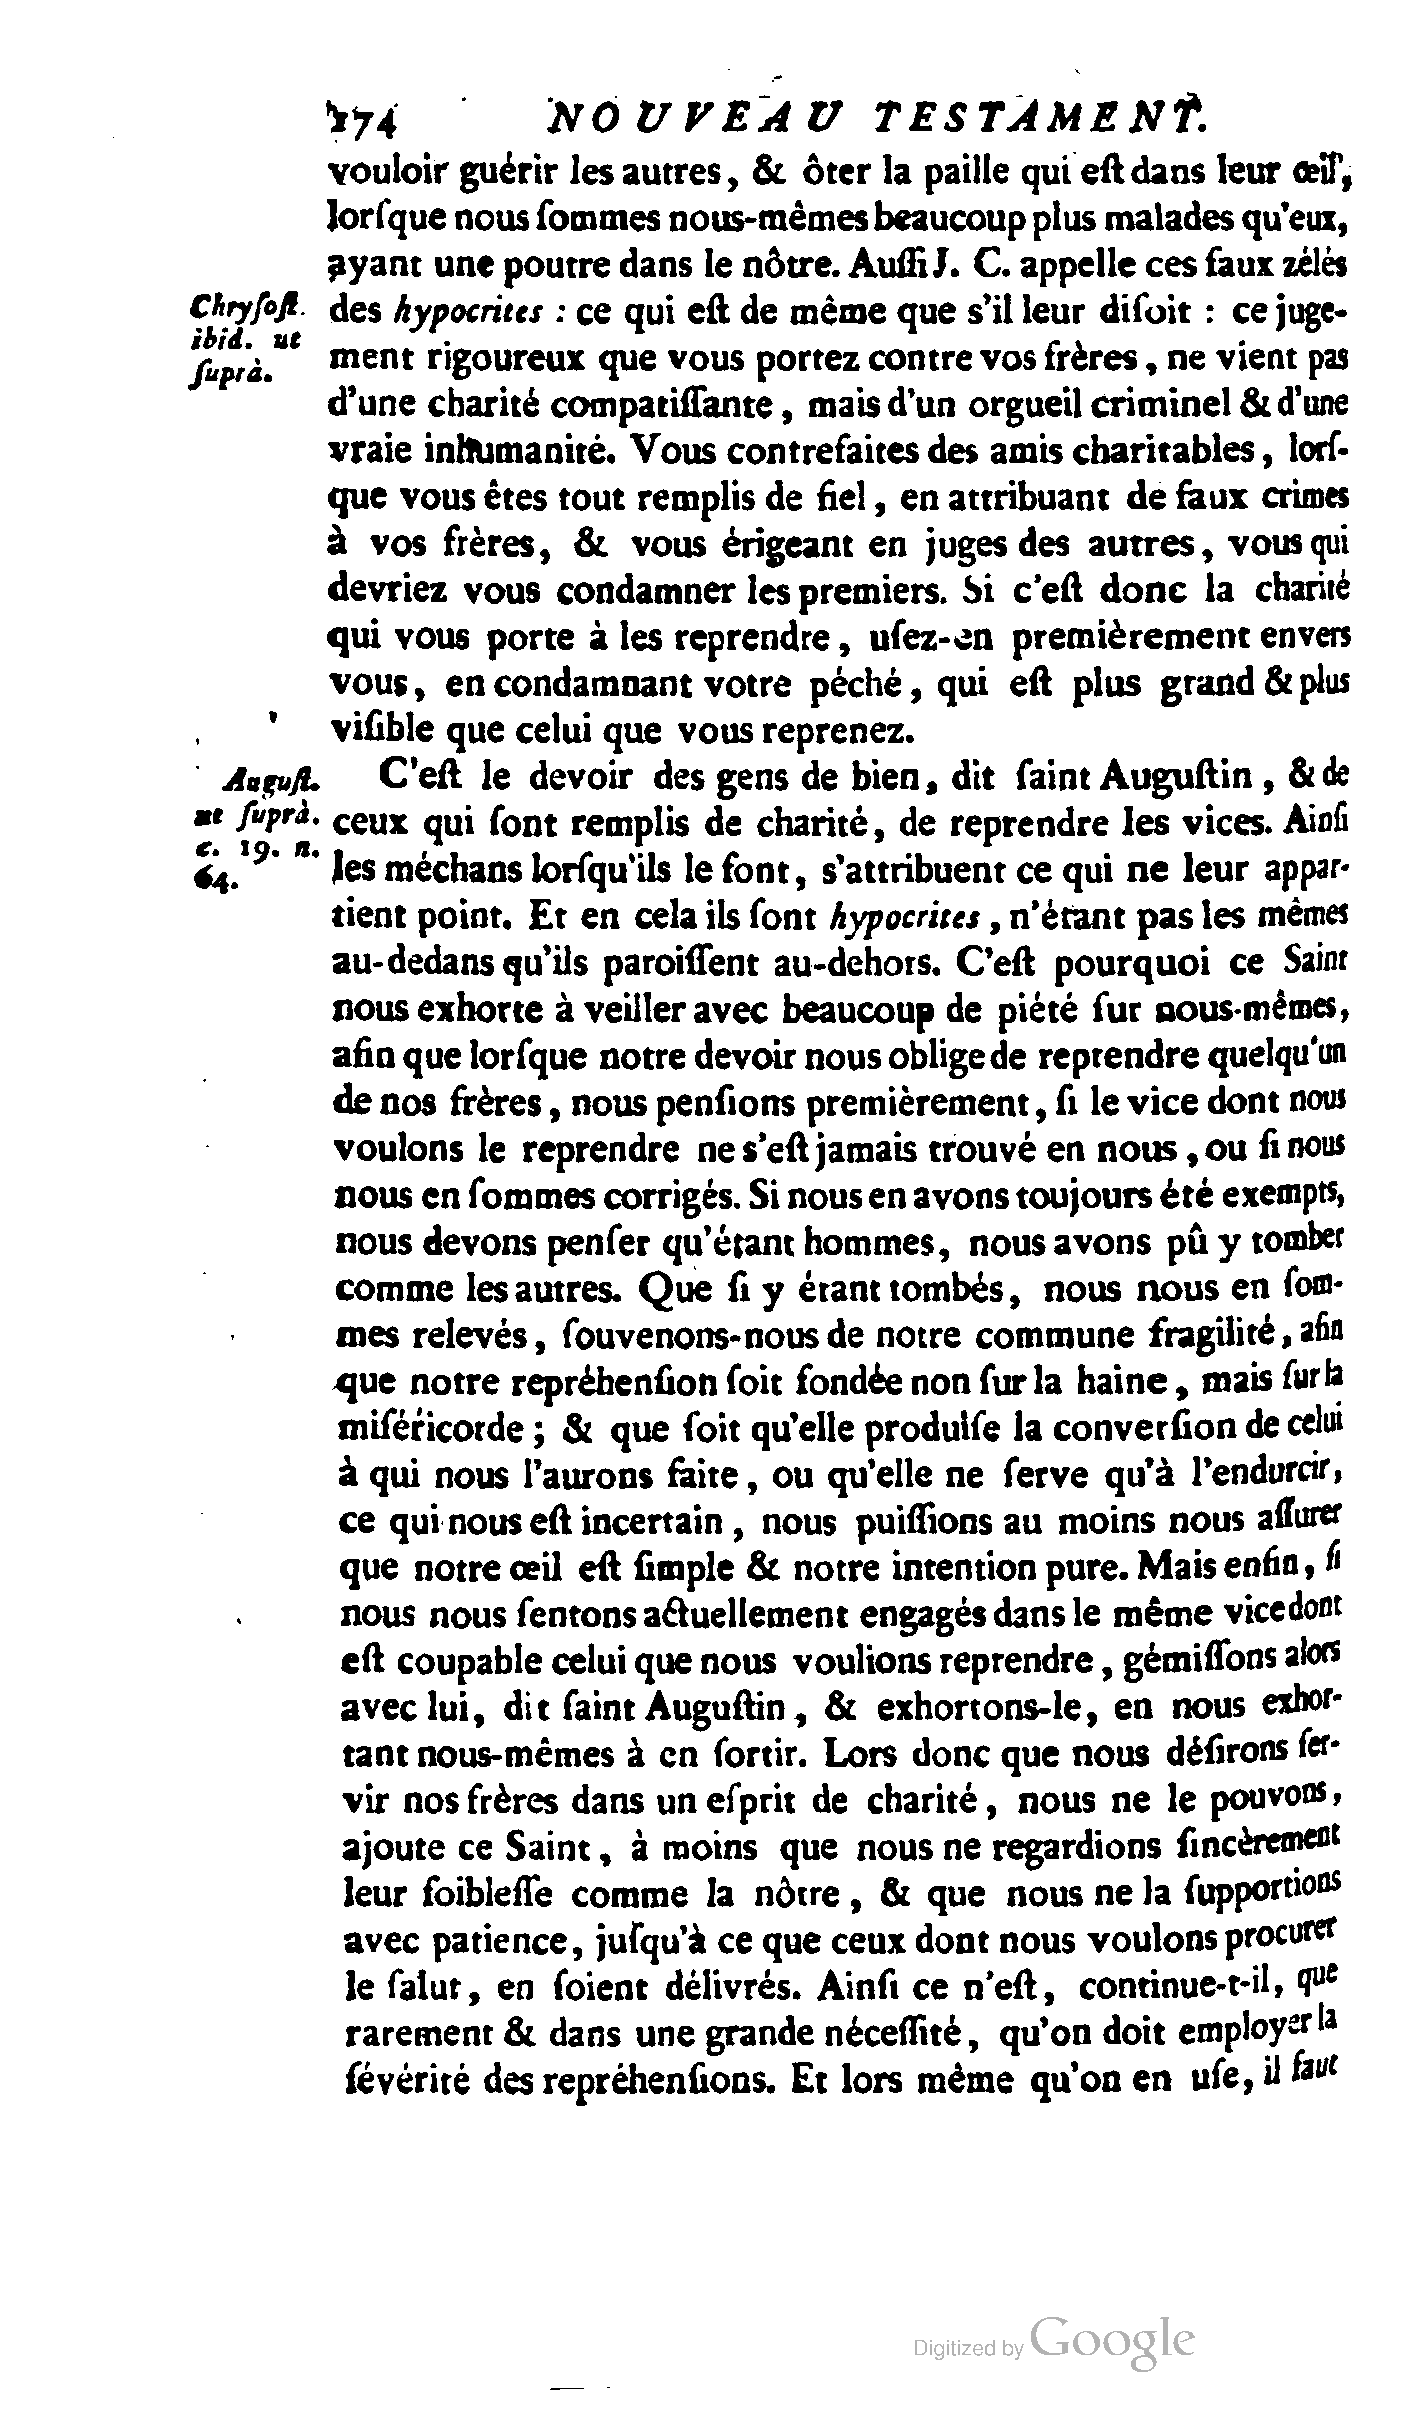 174 NOUVEAU TESTAMENT.
vouloir guérir les autres, & ôter la paille qui eſt dans leur œil,
lorſque nous ſommes nous-mêmes beaucoup plus malades qu'eux,
ayant une poutre dans le nôtre. Auſſi J. C. appelle ces faux zélés
Chryſoſt. des hypocrites : ce qui eſt de même que s'il leur diſoit : ce juge-
ibid. ut
ment rigoureux que vous portez contre vos frères, ne vient pas
ſuprà.
d'une charité compatiſſante, mais d'un orgueil criminel & d'une
vraie inhumanité. Vous contrefaites des amis charitables, lorſ-
que vous êtes tout remplis de fiel, en attribuant de faux crimes
à vos frères, & vous érigeant en juges des autres, vous qui
devriez vous condamner les premiers. Si c'eſt donc la charité
qui vous porte à les reprendre, uſez-en premièrement envers
vous, en condamnant votre péché, qui eſt plus grand & plus
viſible que celui que vous reprenez.
Auguſt. C'eſt le devoir des gens de bien, dit ſaint Auguſtin, & de
ut ſuprà. ceux qui ſont remplis de charité, de reprendre les vices. Ainſi
c. 19. n.
64. les méchans lorſqu'ils le font, s'attribuent ce qui ne leur appar-
tient point. Et en cela ils ſont hypocrites, n'étant pas les mêmes
au-dedans qu'ils paroiſſent au-dehors. C'eſt pourquoi ce Saint
nous exhorte à veiller avec beaucoup de piété ſur nous-mêmes,
afin que lorſque notre devoir nous oblige de reprendre quelqu'un
de nos frères, nous penſions premièrement, ſi le vice dont nous
voulons le reprendre ne s'eſt jamais trouvé en nous, ou ſi nous
nous en ſommes corrigés. Si nous en avons toujours été exempts,
nous devons penſer qu'étant hommes, nous avons pû y tomber
comme les autres. Que ſi y étant tombés, nous nous en ſom-
mes relevés, ſouvenons-nous de notre commune fragilité, afin
que notre repréhenſion ſoit fondée non ſur la haine, mais ſur la
miſéricorde ; & que ſoit qu'elle produiſe la converſion de celui
à qui nous l'aurons faite, ou qu'elle ne ſerve qu'à l'endurcir,
ce qui nous eſt incertain, nous puiſſions au moins nous aſſurer
que notre œil eſt ſimple & notre intention pure. Mais enfin, ſi
nous nous ſentons actuellement engagés dans le même vice dont
eſt coupable celui que nous voulions reprendre, gémiſſons alors
avec lui, dit ſaint Auguſtin, & exhortons-le, en nous exhor-
tant nous-mêmes à en ſortir. Lors donc que nous déſirons ſer-
vir nos frères dans un eſprit de charité, nous ne le pouvons,
ajoute ce Saint, à moins que nous ne regardions ſincèrement
leur foibleſſe comme la nôtre, & que nous ne la ſupportions
avec patience, juſqu'à ce que ceux dont nous voulons procurer
le ſalut, en ſoient délivrés. Ainſi ce n'eſt, continue-t-il, que
rarement & dans une grande néceſſité, qu'on doit employer la
ſévérité des repréhenſions. Et lors même qu'on en uſe, il faut
Digitized by Google